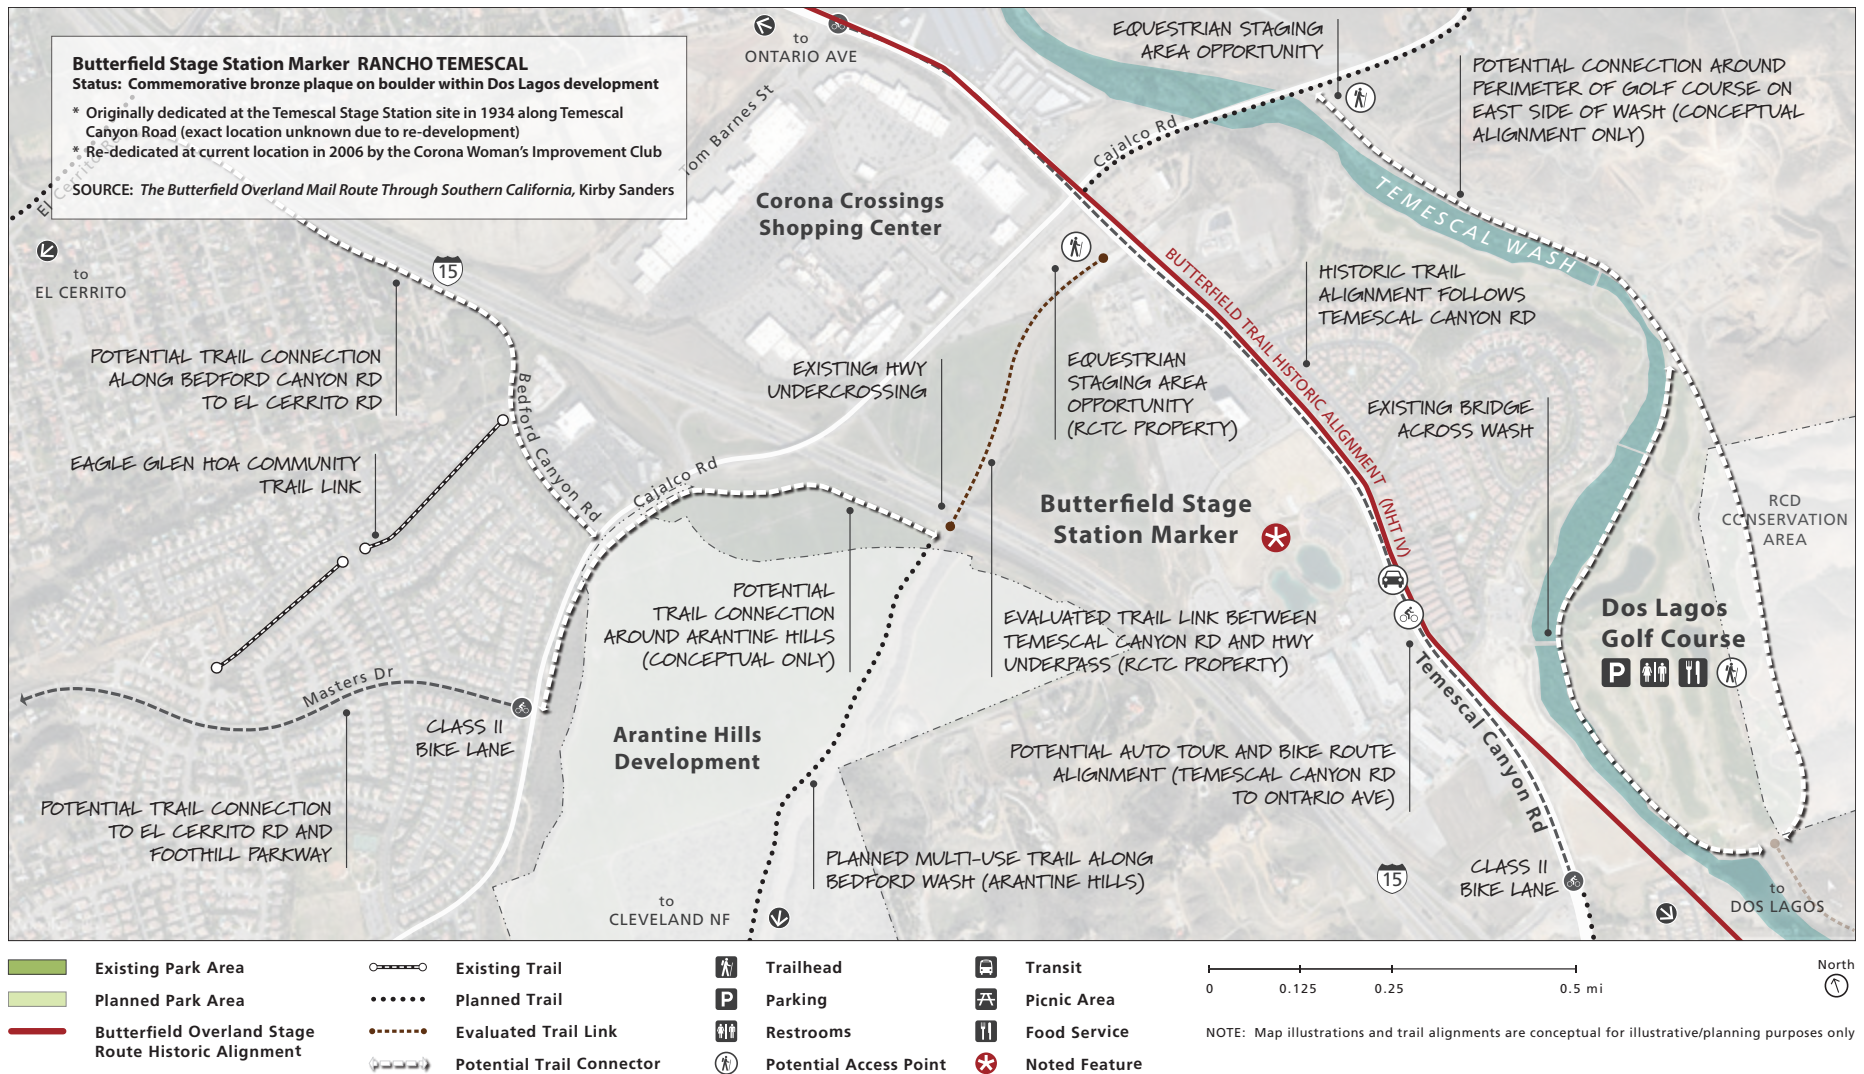 Butterfield Stage Station Marker RANCHO TEMESCAL
Status: Commemorative bronze plaque on boulder within Dos Lagos development
* Originally dedicated at the Temescal Stage Station site in 1934 along Temescal
Canyon Road (exact location unknown due to re-development)
* Re-dedicated at current location in 2006 by the Corona Woman's Improvement Club
SOURCE: The Butterfield Overland Mail Route Through Southern California, Kirby Sanders
El Cerrito Rd
to
ONTARIO AVE
Tom Barnes St
EQUESTRIAN STAGING
AREA OPPORTUNITY
POTENTIAL CONNECTION AROUND
PERIMETER OF GOLF COURSE ON
EAST SIDE OF WASH (CONCEPTUAL
ALIGNMENT ONLY)
Cajalco Rd
TEMESCAL WASH
Corona Crossings
Shopping Center
to
EL CERRITO
15
BUTTERFIELD TRAIL HISTORIC ALIGNMENT (NHT IV)
HISTORIC TRAIL
ALIGNMENT FOLLOWS
TEMESCAL CANYON RD
POTENTIAL TRAIL CONNECTION
ALONG BEDFORD CANYON RD
TO EL CERRITO RD
Bedford Canyon Rd
EXISTING HWY
UNDERCROSSING
EQUESTRIAN
STAGING AREA
OPPORTUNITY
(RCTC PROPERTY)
EXISTING BRIDGE
ACROSS WASH
EAGLE GLEN HOA COMMUNITY
TRAIL LINK
Cajalco Rd
Butterfield Stage
Station Marker
RCD
CONSERVATION
AREA
POTENTIAL
TRAIL CONNECTION
AROUND ARANTINE HILLS
(CONCEPTUAL ONLY)
EVALUATED TRAIL LINK BETWEEN
TEMESCAL CANYON RD AND HWY
UNDERPASS (RCTC PROPERTY)
Dos Lagos
Golf Course
P
Masters Dr
CLASS II
BIKE LANE
Arantine Hills
Development
Temescal Canyon Rd
POTENTIAL AUTO TOUR AND BIKE ROUTE
ALIGNMENT (TEMESCAL CANYON RD
TO ONTARIO AVE)
POTENTIAL TRAIL CONNECTION
TO EL CERRITO RD AND
FOOTHILL PARKWAY
PLANNED MULTI-USE TRAIL ALONG
BEDFORD WASH (ARANTINE HILLS)
15
CLASS II
BIKE LANE
to
CLEVELAND NF
to
DOS LAGOS
Existing Park Area
Planned Park Area
Butterfield Overland Stage
Route Historic Alignment
Existing Trail
Planned Trail
Evaluated Trail Link
Potential Trail Connector
Trailhead
P Parking
Restrooms
Potential Access Point
Transit
Picnic Area
Food Service
Noted Feature
0 0.125 0.25 0.5 mi
North
NOTE: Map illustrations and trail alignments are conceptual for illustrative/planning purposes only